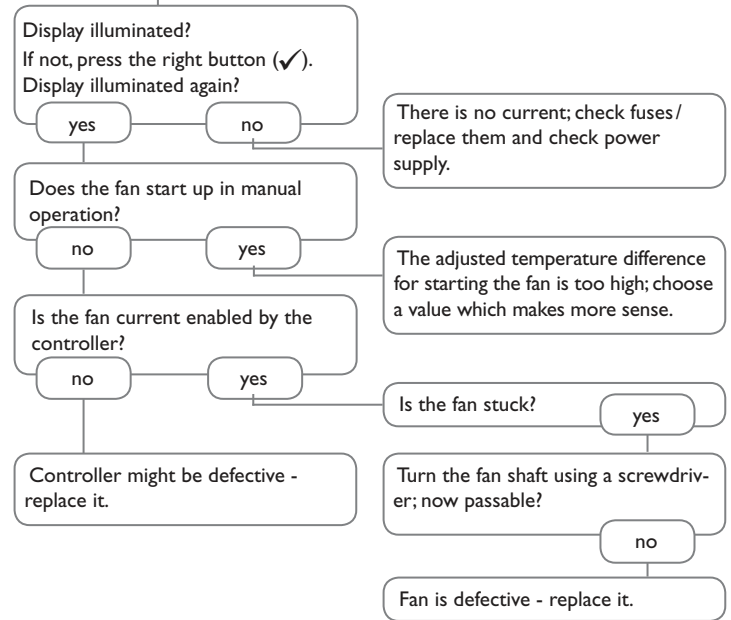 Display illuminated?
If not, press the right button (✓).
Display illuminated again?
yes
no
There is no current; check fuses/
replace them and check power
supply.
Does the fan start up in manual
operation?
no
yes
The adjusted temperature difference
for starting the fan is too high; choose
a value which makes more sense.
Is the fan current enabled by the
controller?
no
yes
Is the fan stuck?
yes
Controller might be defective -
replace it.
Turn the fan shaft using a screwdriv-
er; now passable?
no
Fan is defective - replace it.